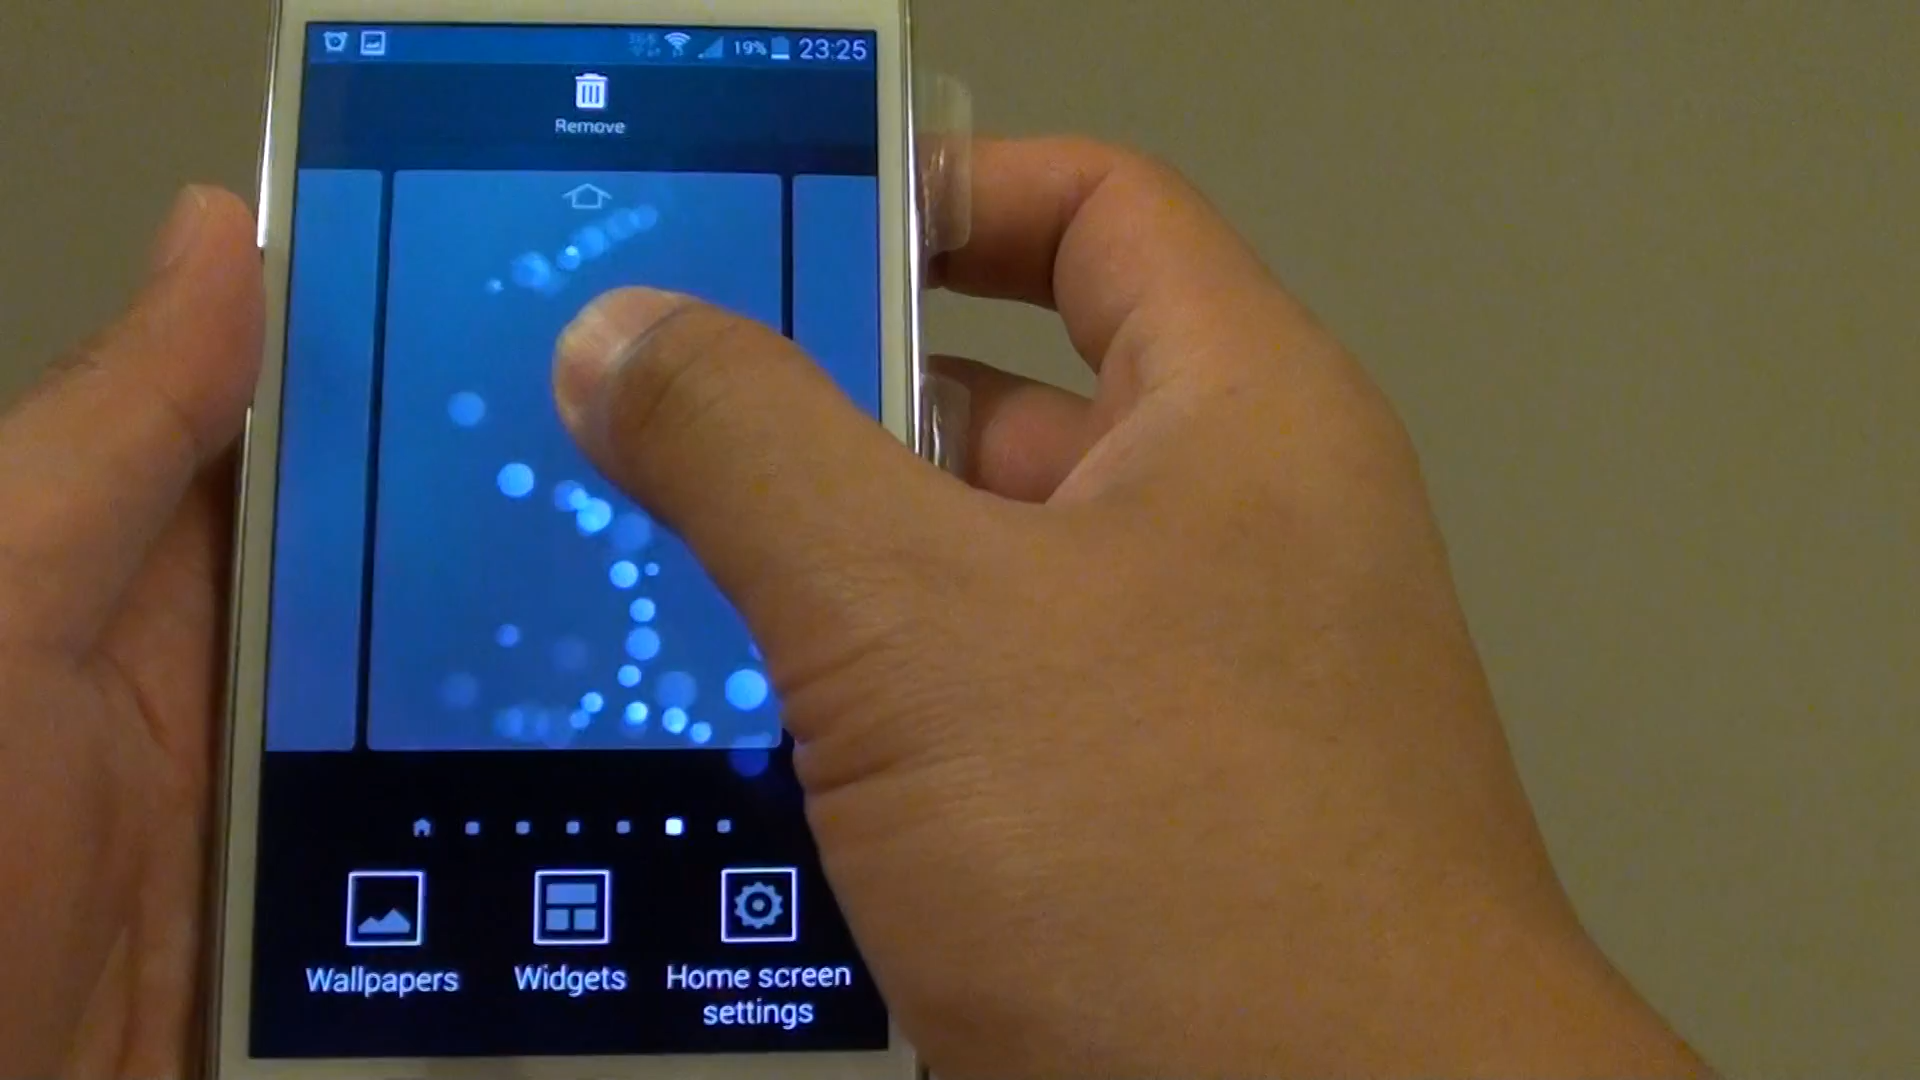 19% 23:25
Remove
Wallpapers
Widgets
Home screen
settings